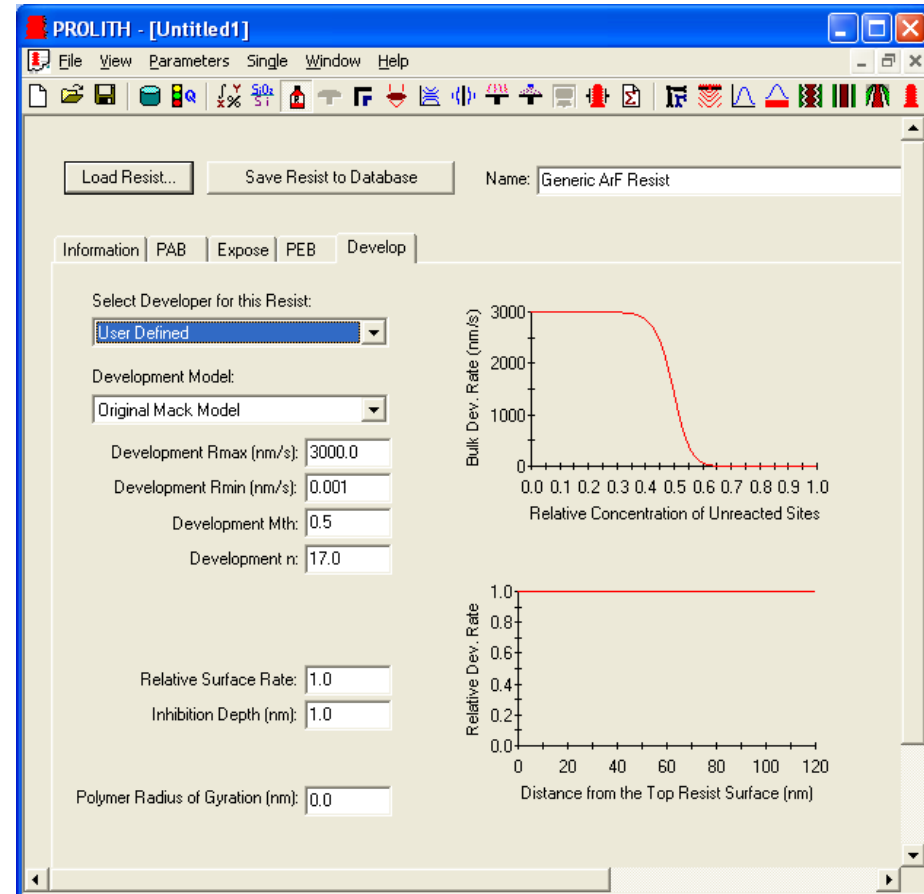 PROLITH - [Untitled1]
File View Parameters Single Window Help
Load Resist... Save Resist to Database Name: Generic ArF Resist
Information PAB Expose PEB Develop
Select Developer for this Resist:
User Defined
Development Model:
Original Mack Model
Development Rmax (nm/s): 3000.0
Development Rmin (nm/s): 0.001
Development Mth: 0.5
Development n: 17.0
Relative Surface Rate: 1.0
Inhibition Depth (nm): 1.0
Polymer Radius of Gyration (nm): 0.0
Bulk Dev. Rate (nm/s)
3000
2000
1000
0
0.0 0.1 0.2 0.3 0.4 0.5 0.6 0.7 0.8 0.9 1.0
Relative Concentration of Unreacted Sites
Relative Dev. Rate
1.0
0.8
0.6
0.4
0.2
0.0
0 20 40 60 80 100 120
Distance from the Top Resist Surface (nm)